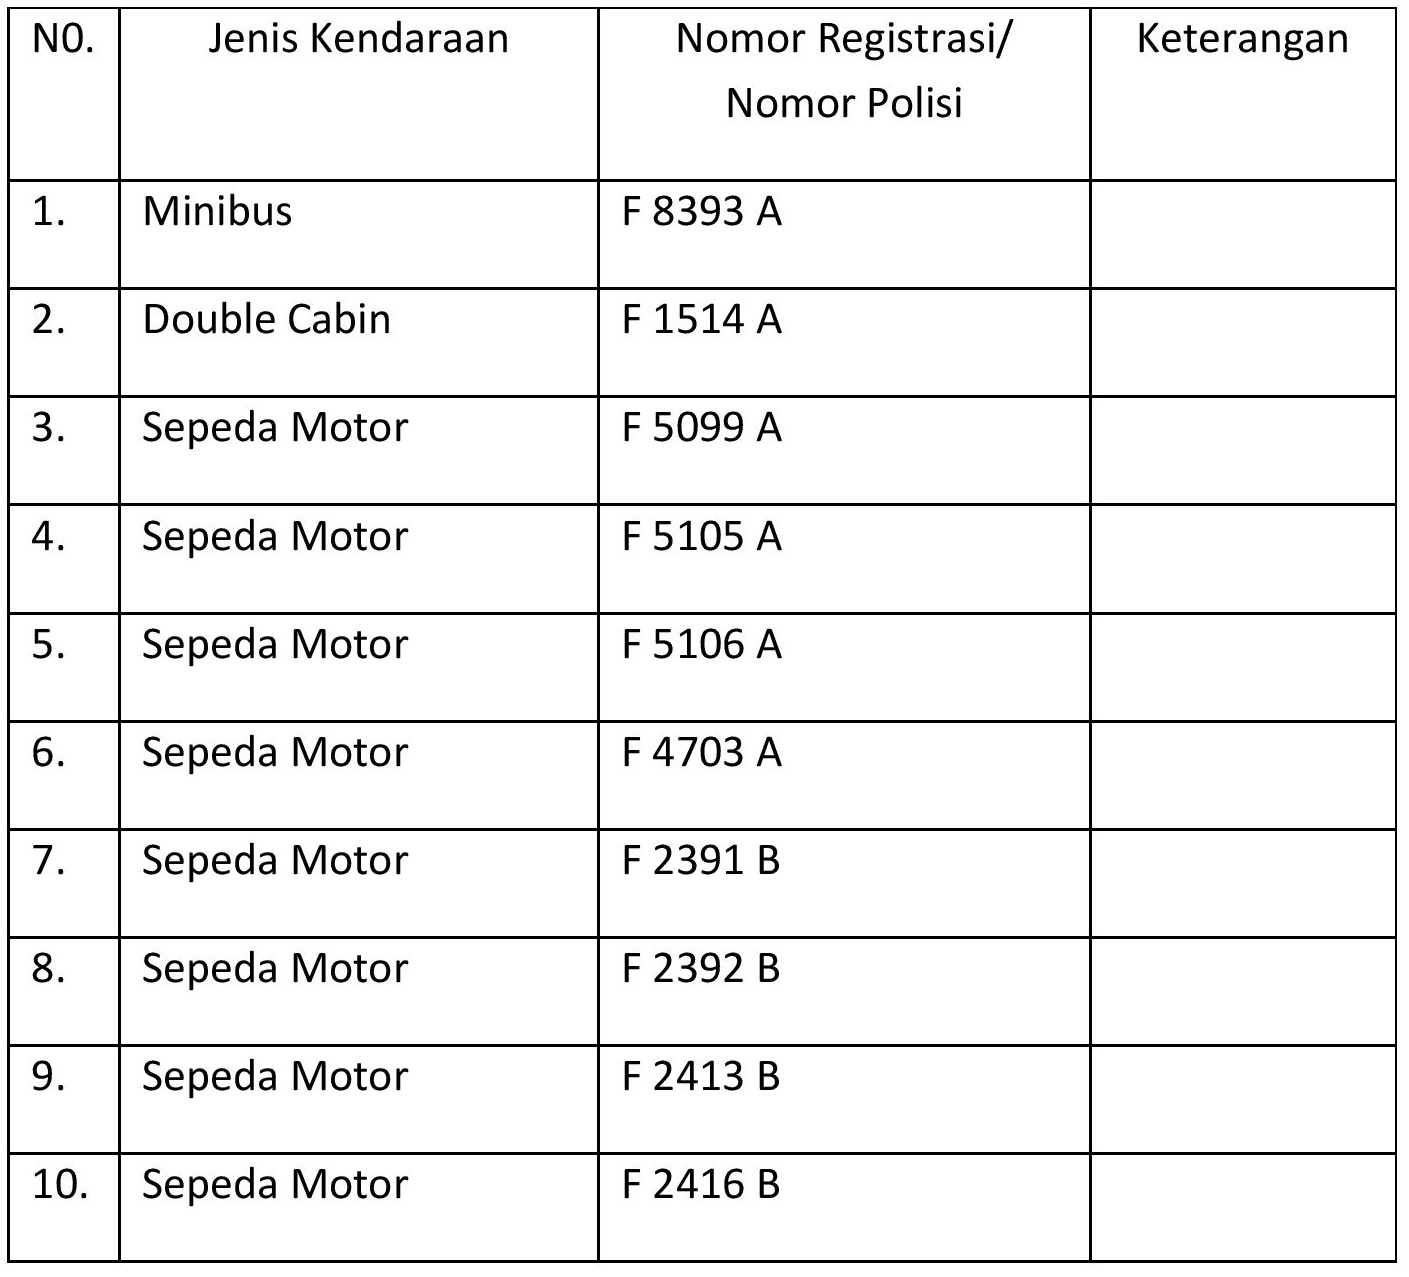 N0. Jenis Kendaraan Nomor Registrasi/ Keterangan
Nomor Polisi
1. Minibus F 8393 A
2. Double Cabin F 1514 A
3. Sepeda Motor F 5099 A
4. Sepeda Motor F 5105 A
5. Sepeda Motor F 5106 A
6. Sepeda Motor F 4703 A
7. Sepeda Motor F 2391 B
8. Sepeda Motor F 2392 B
9. Sepeda Motor F 2413 B
10. Sepeda Motor F 2416 B